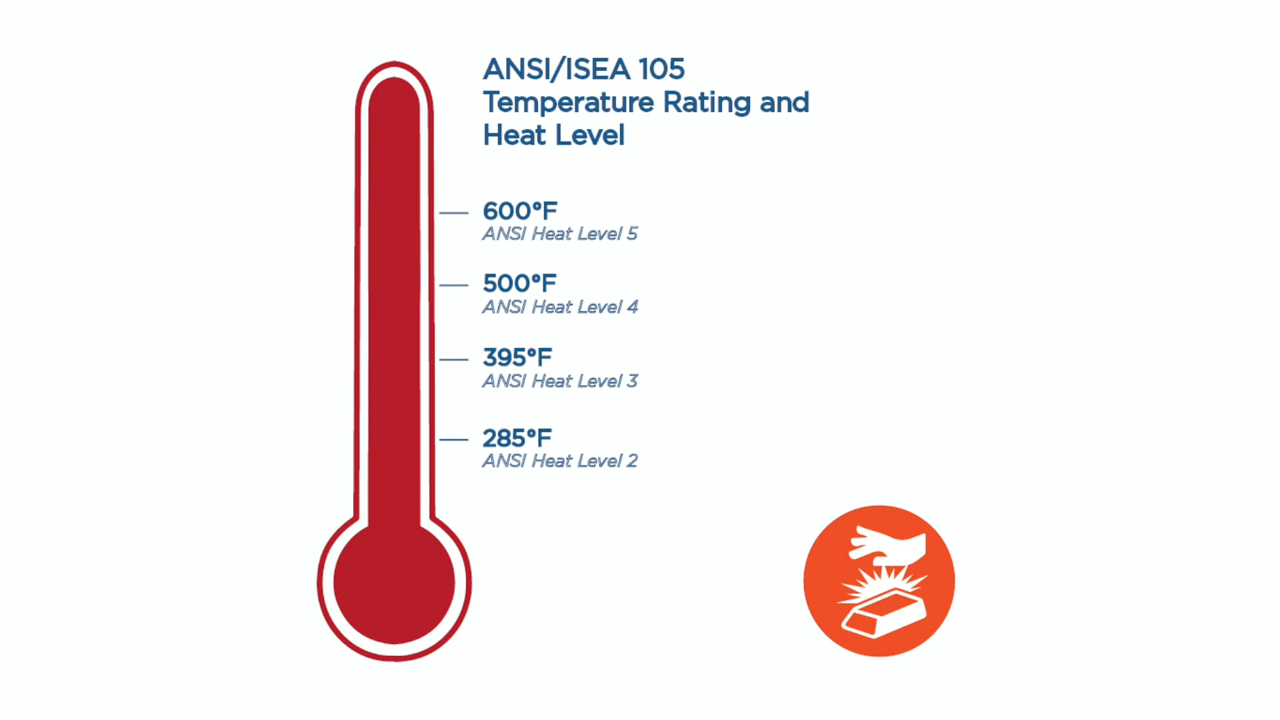 ANSI/ISEA 105
Temperature Rating and
Heat Level
600°F
ANSI Heat Level 5
500°F
ANSI Heat Level 4
395°F
ANSI Heat Level 3
285°F
ANSI Heat Level 2